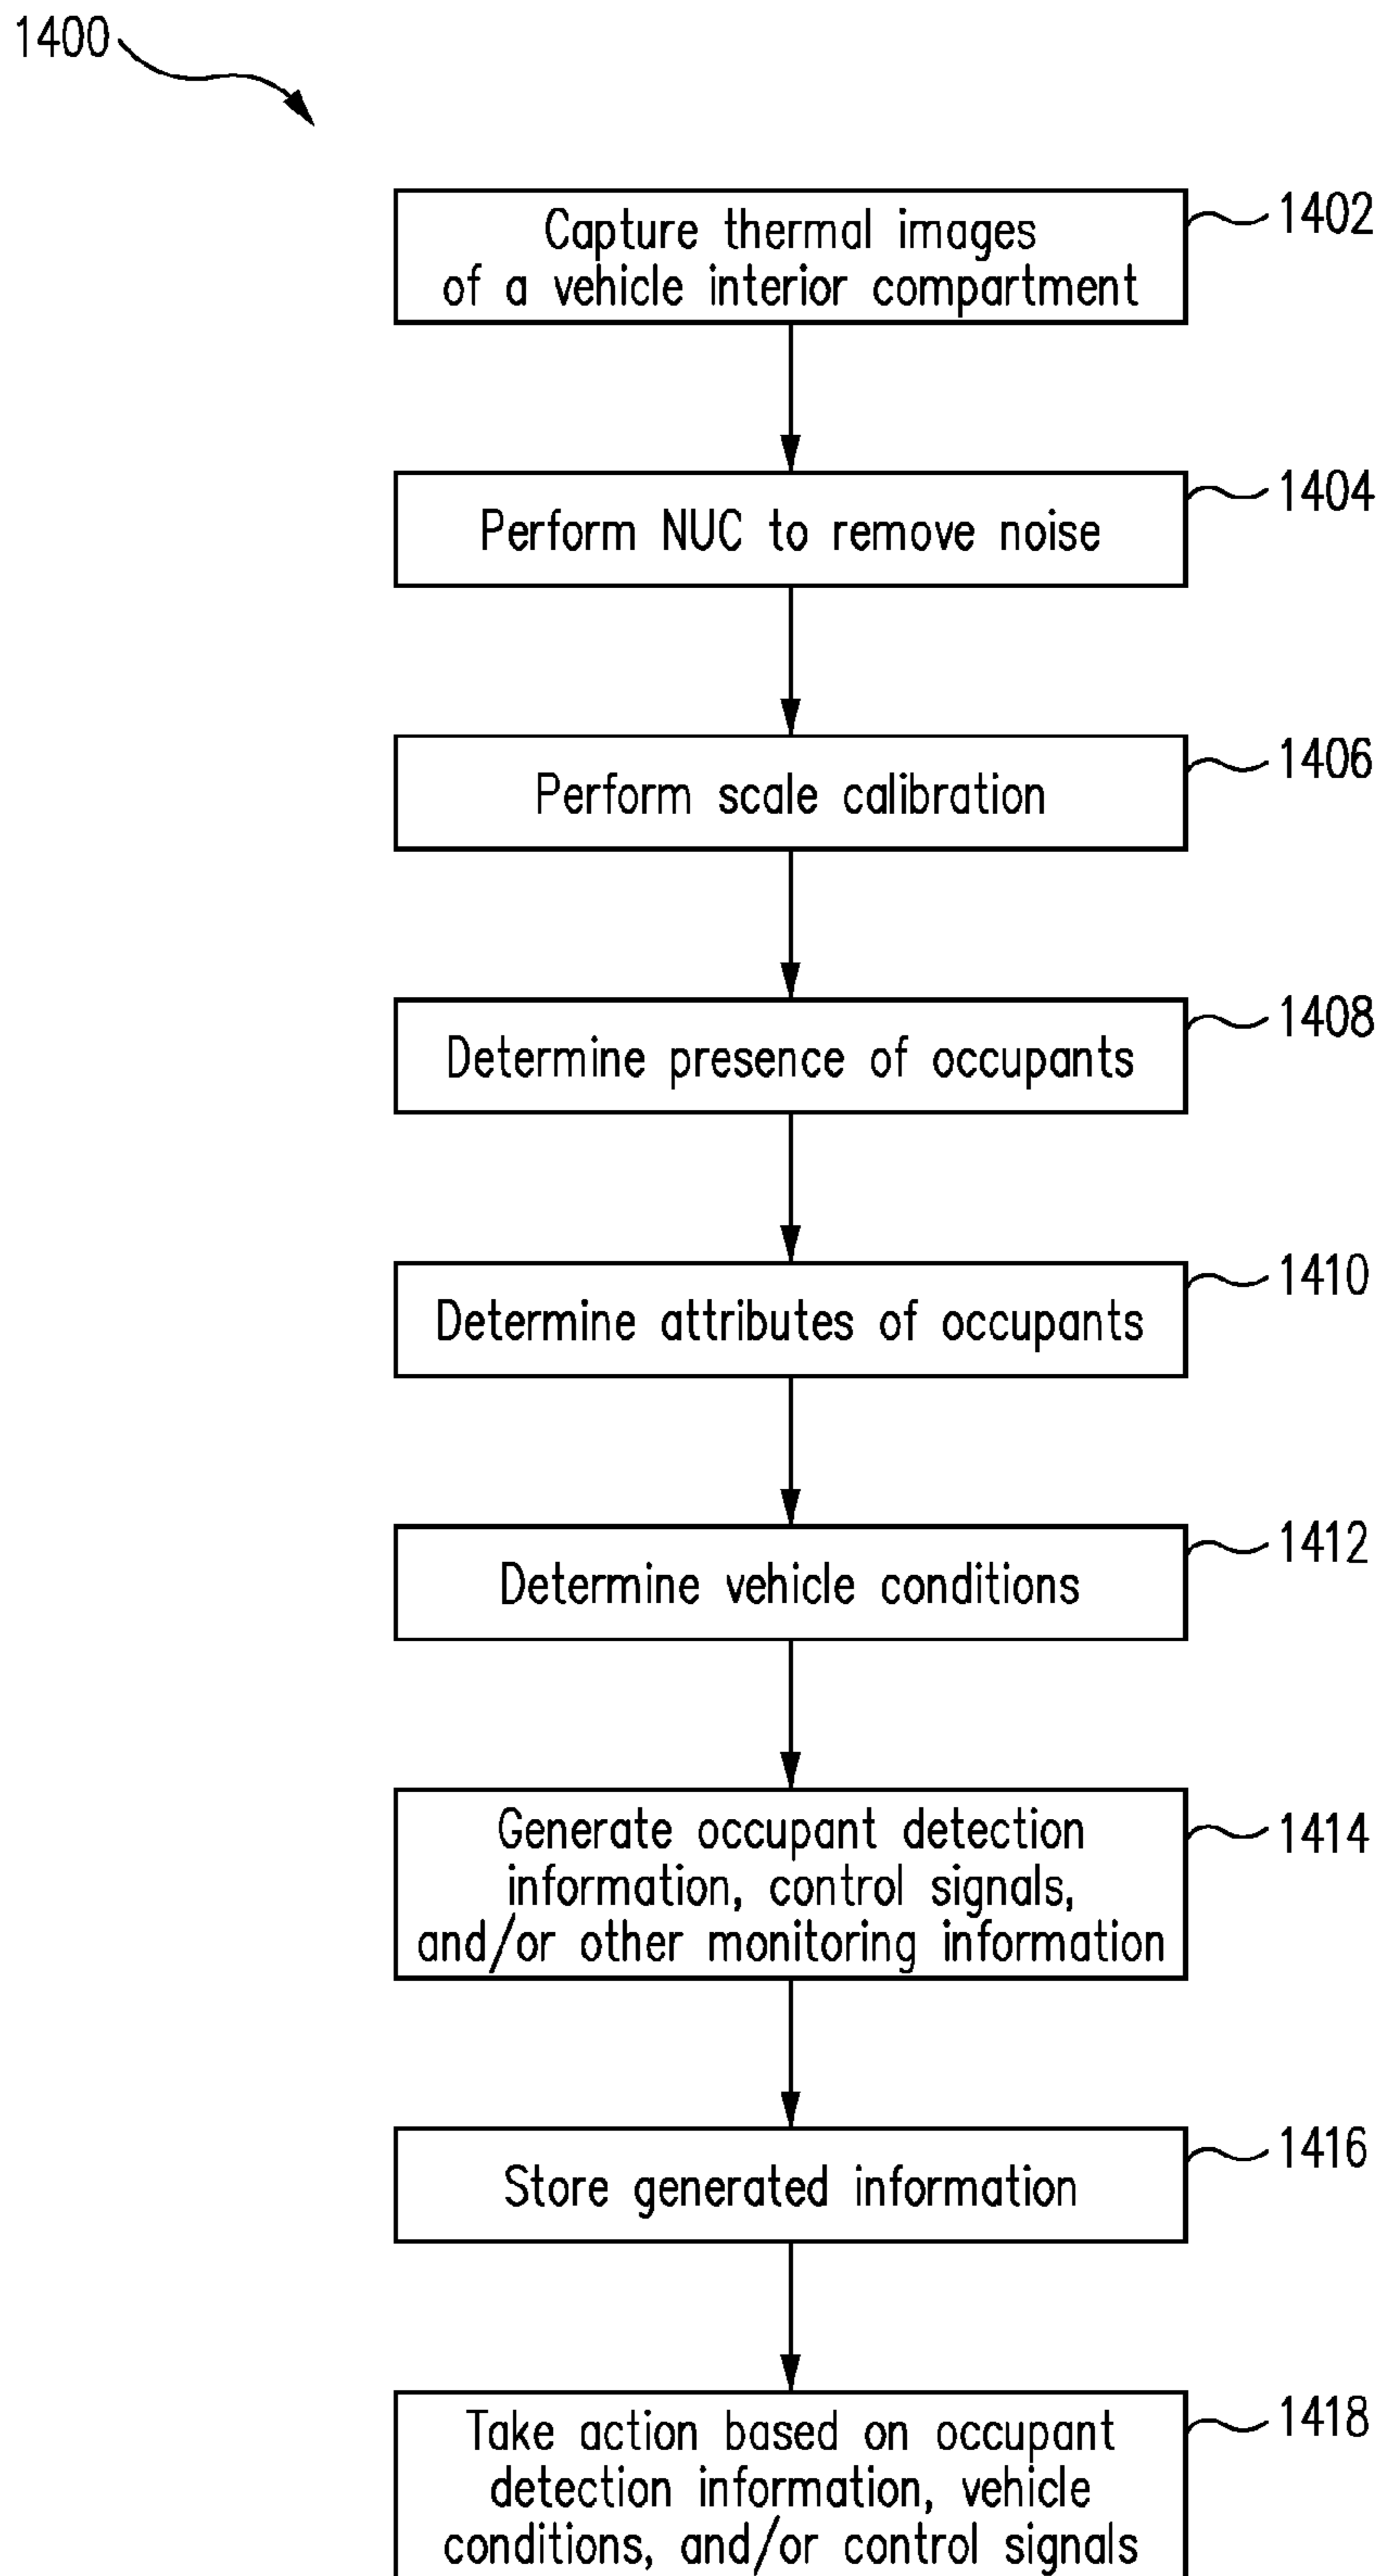 1400
Capture thermal images
of a vehicle interior compartment
1402
Perform NUC to remove noise
1404
Perform scale calibration
1406
Determine presence of occupants
1408
Determine attributes of occupants
1410
Determine vehicle conditions
1412
Generate occupant detection
information, control signals,
and/or other monitoring information
1414
Store generated information
1416
Take action based on occupant
detection information, vehicle
conditions, and/or control signals
1418